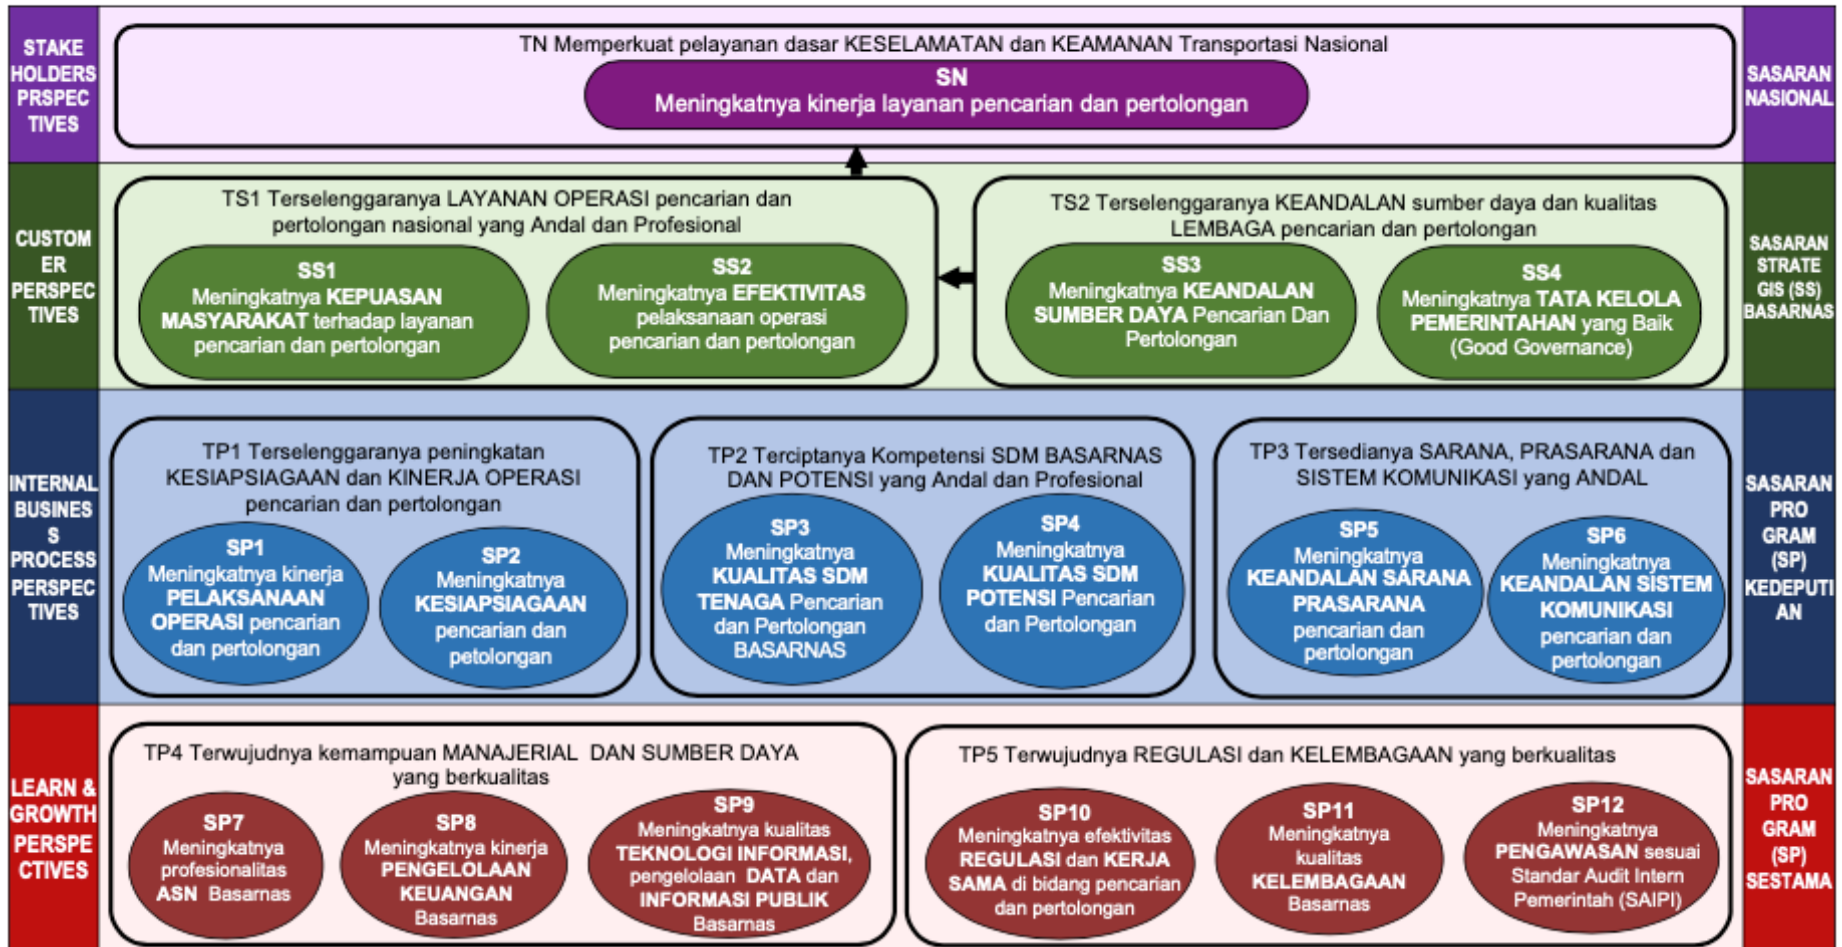 STAKE
HOLDERS
PRSPEC
TIVES
TN Memperkuat pelayanan dasar KESELAMATAN dan KEAMANAN Transportasi Nasional
SN
Meningkatnya kinerja layanan pencarian dan pertolongan
SASARAN
NASIONAL
CUSTOM
ER
PERSPEC
TIVES
TS1 Terselenggaranya LAYANAN OPERASI pencarian dan
pertolongan nasional yang Andal dan Profesional
SS1
Meningkatnya KEPUASAN
MASYARAKAT terhadap layanan
pencarian dan pertolongan
SS2
Meningkatnya EFEKTIVITAS
pelaksanaan operasi
pencarian dan pertolongan
TS2 Terselenggaranya KEANDALAN sumber daya dan kualitas
LEMBAGA pencarian dan pertolongan
SS3
Meningkatnya KEANDALAN
SUMBER DAYA Pencarian Dan
Pertolongan
SS4
Meningkatnya TATA KELOLA
PEMERINTAHAN yang Baik
(Good Governance)
SASARAN
STRATE
GIS (SS)
BASARNAS
INTERNAL
BUSINES
S
PROCESS
PERSPEC
TIVES
TP1 Terselenggaranya peningkatan
KESIAPSIAGAAN dan KINERJA OPERASI
pencarian dan pertolongan
SP1
Meningkatnya kinerja
PELAKSANAAN
OPERASI pencarian
dan pertolongan
SP2
Meningkatnya
KESIAPSIAGAAN
pencarian dan
petolongan
TP2 Terciptanya Kompetensi SDM BASARNAS
DAN POTENSI yang Andal dan Profesional
SP3
Meningkatnya
KUALITAS SDM
TENAGA Pencarian
dan Pertolongan
BASARNAS
SP4
Meningkatnya
KUALITAS SDM
POTENSI Pencarian
dan Pertolongan
TP3 Tersedianya SARANA, PRASARANA dan
SISTEM KOMUNIKASI yang ANDAL
SP5
Meningkatnya
KEANDALAN SARANA
PRASARANA
pencarian dan
pertolongan
SP6
Meningkatnya
KEANDALAN SISTEM
KOMUNIKASI
pencarian dan
pertolongan
SASARAN
PRO
GRAM
(SP)
KEDEPUTI
AN
LEARN &
GROWTH
PERSPE
CTIVES
TP4 Terwujudnya kemampuan MANAJERIAL DAN SUMBER DAYA
yang berkualitas
SP7
Meningkatnya
profesionalitas
ASN Basarnas
SP8
Meningkatnya kinerja
PENGELOLAAN
KEUANGAN
Basarnas
SP9
Meningkatnya kualitas
TEKNOLOGI INFORMASI,
pengelolaan DATA dan
INFORMASI PUBLIK
Basarnas
TP5 Terwujudnya REGULASI dan KELEMBAGAAN yang berkualitas
SP10
Meningkatnya efektivitas
REGULASI dan KERJA
SAMA di bidang pencarian
dan pertolongan
SP11
Meningkatnya
kualitas
KELEMBAGAAN
Basarnas
SP12
Meningkatnya
PENGAWASAN sesuai
Standar Audit Intern
Pemerintah (SAIPI)
SASARAN
PRO
GRAM
(SP)
SESTAMA